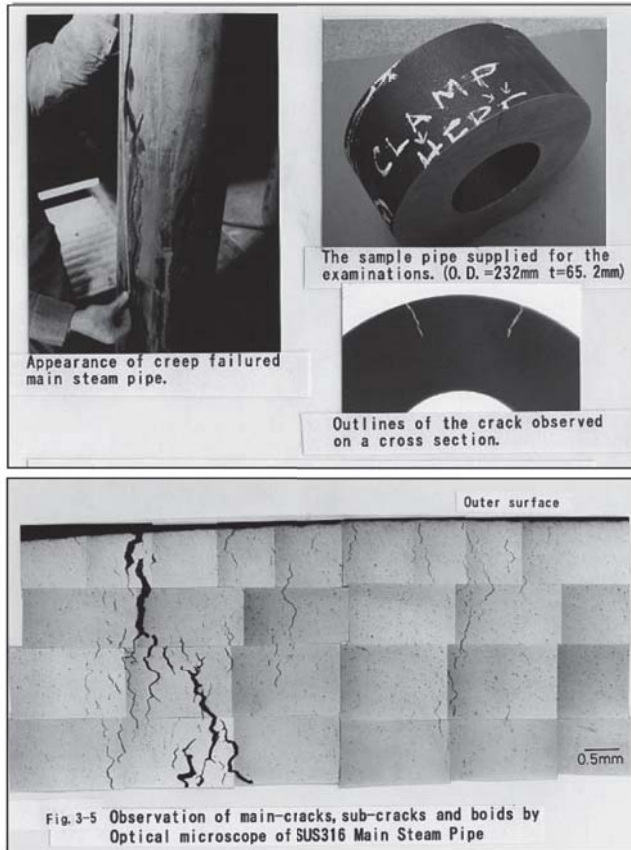 CLAMP
The sample pipe supplied for the
examinations. (O.D.=232mm t=65.2mm)
Appearance of creep failured
main steam pipe.
Outlines of the crack observed
on a cross section.
Outer surface
0.5mm
Fig. 3-5 Observation of main-cracks, sub-cracks and boids by
Optical microscope of SUS316 Main Steam Pipe